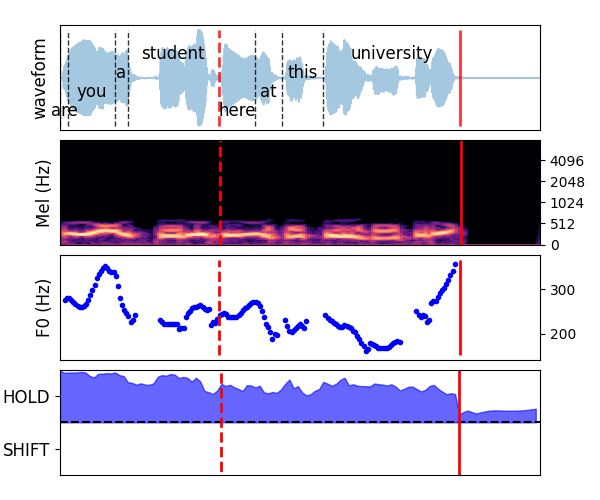 waveform
are
you
a
student
here
at
this
university
Mel (Hz)
4096
2048
1024
512
0
F0 (Hz)
300
200
HOLD
SHIFT